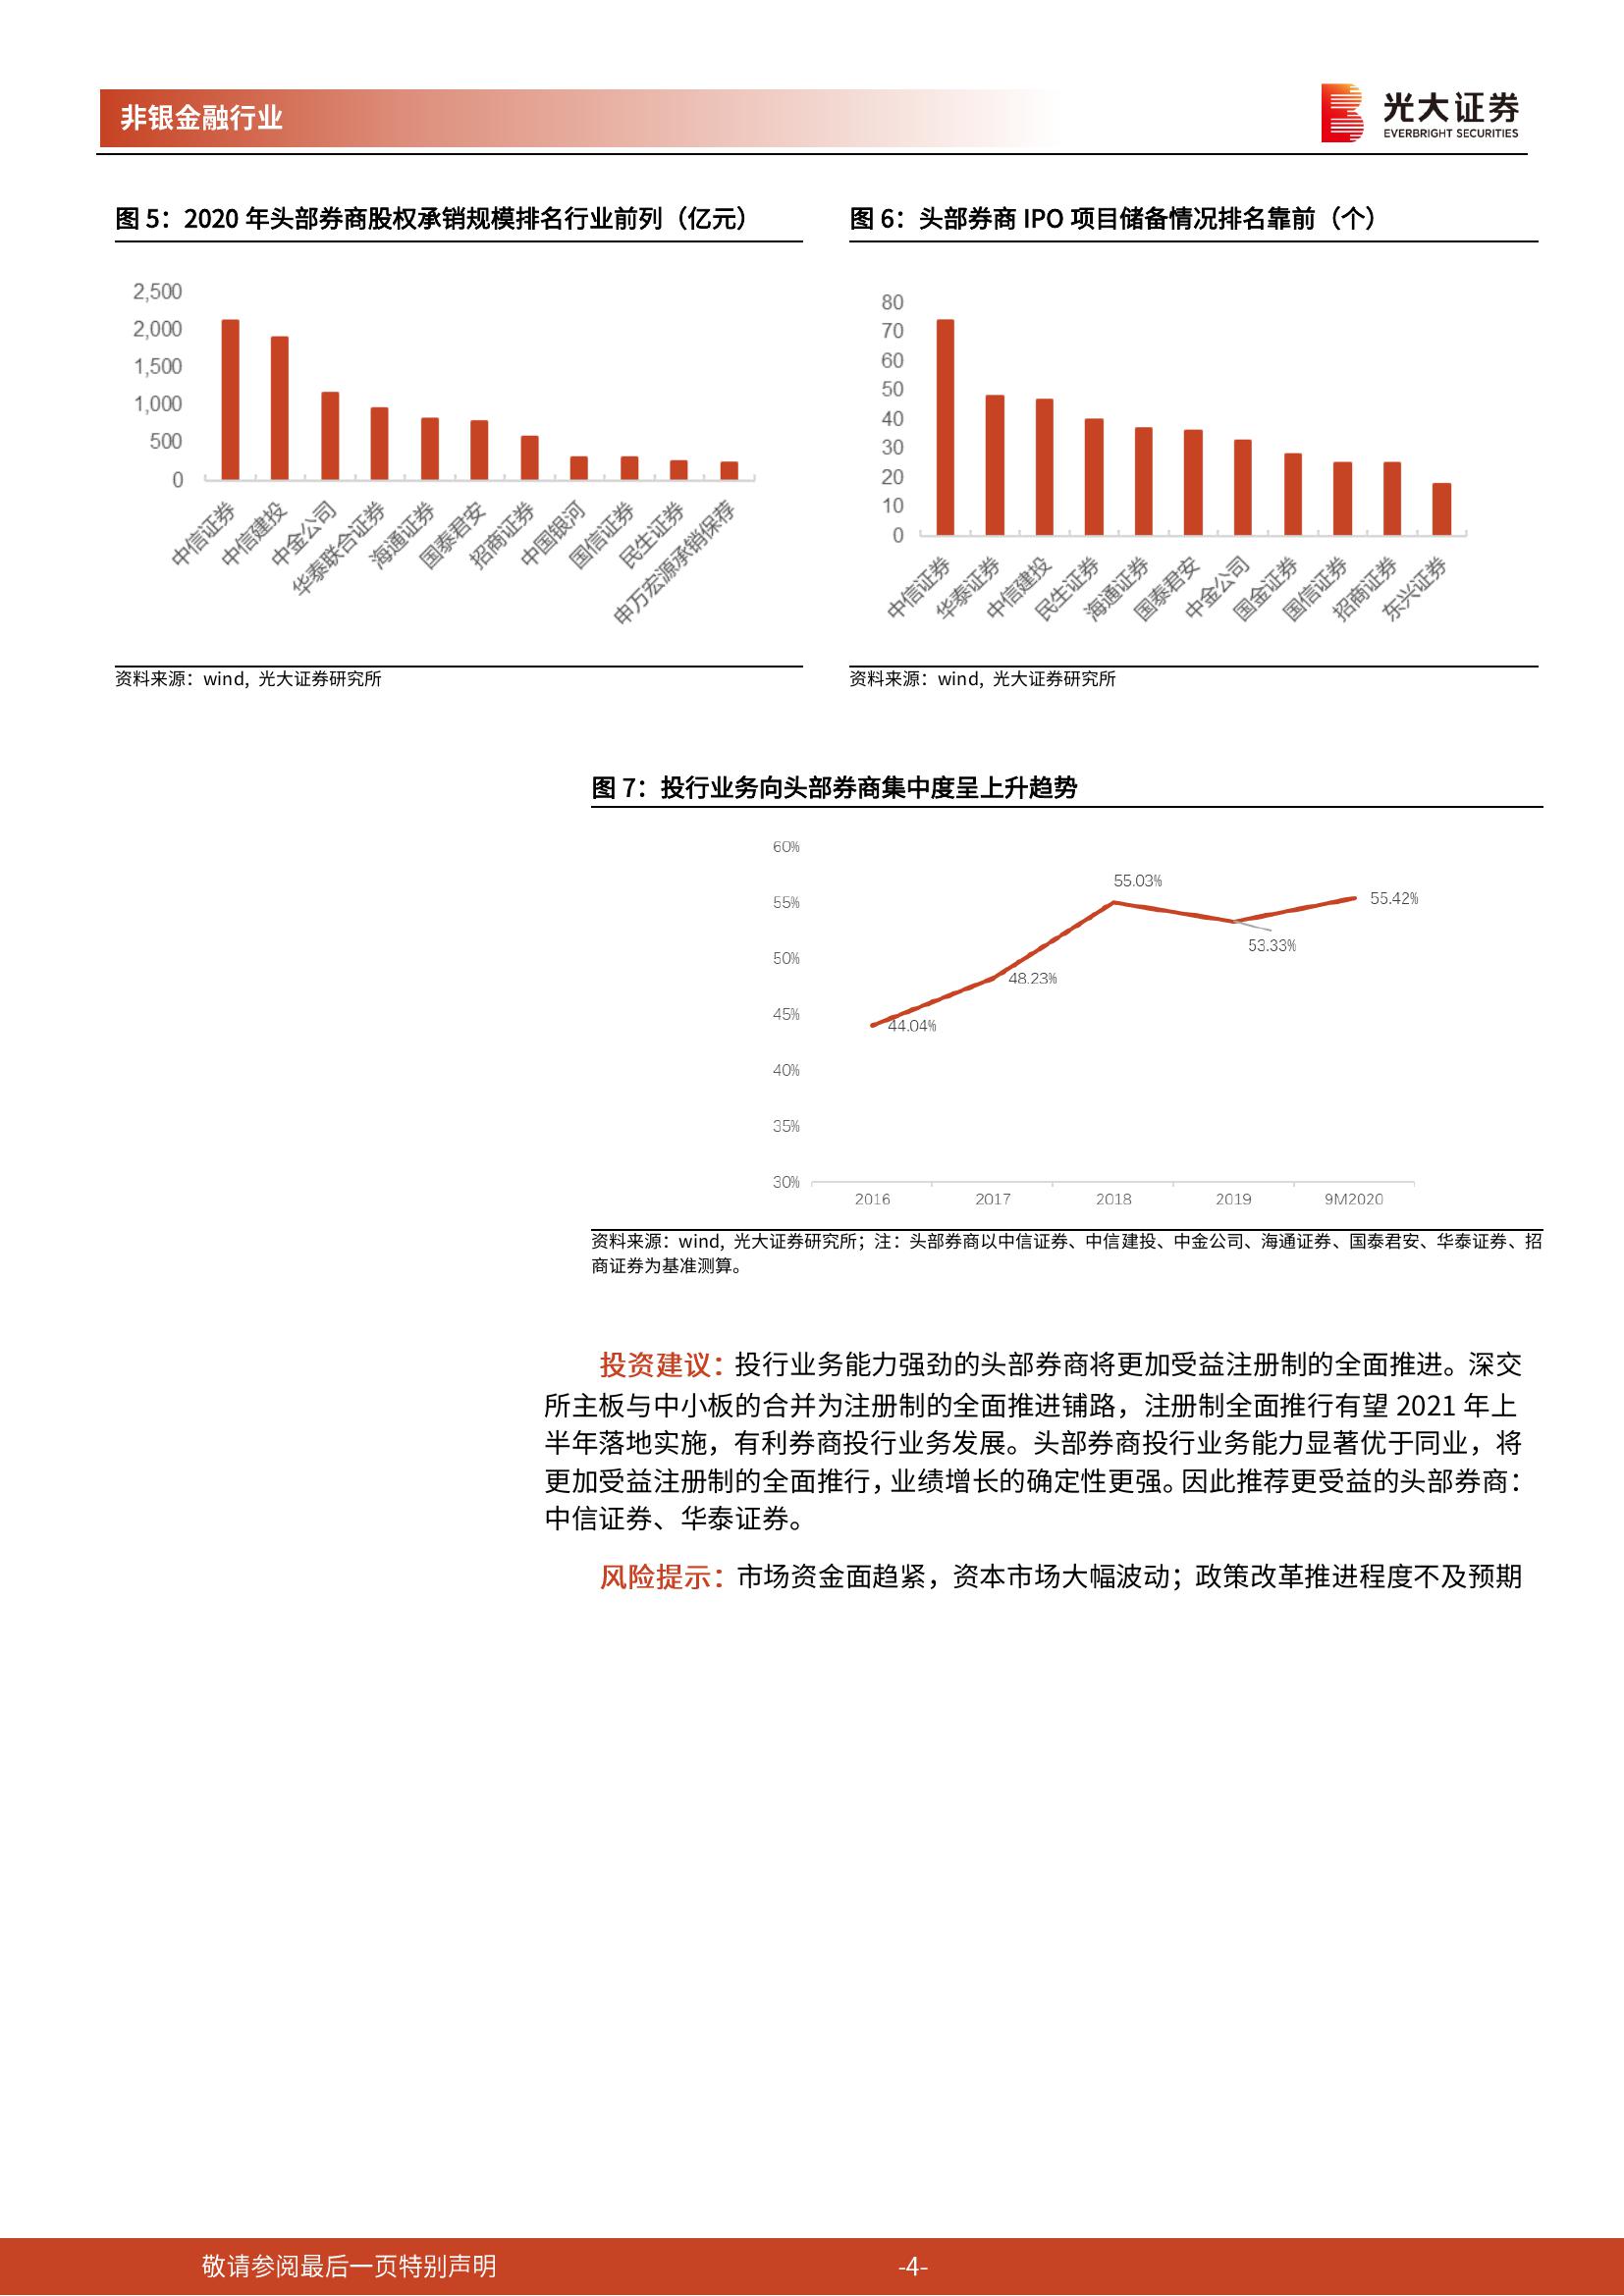 非银金融行业
光大证券
EVERBRIGHT SECURITIES
图 5：2020 年头部券商股权承销规模排名行业前列（亿元）
2,500
2,000
1,500
1,000
500
0
中信证券
中信建投
中金公司
华泰联合证券
海通证券
国泰君安
招商证券
中国银河
国信证券
民生证券
申万宏源承销保荐
资料来源：wind, 光大证券研究所
图 6：头部券商 IPO 项目储备情况排名靠前（个）
80
70
60
50
40
30
20
10
0
中信证券
华泰证券
中信建投
民生证券
海通证券
国泰君安
中金公司
国金证券
国信证券
招商证券
东兴证券
资料来源：wind, 光大证券研究所
图 7：投行业务向头部券商集中度呈上升趋势
60%
55%
50%
45%
40%
35%
30%
44.04%
48.23%
55.03%
53.33%
55.42%
2016
2017
2018
2019
9M2020
资料来源：wind, 光大证券研究所；注：头部券商以中信证券、中信建投、中金公司、海通证券、国泰君安、华泰证券、招
商证券为基准测算。
投资建议：投行业务能力强劲的头部券商将更加受益注册制的全面推进。深交
所主板与中小板的合并为注册制的全面推进铺路，注册制全面推行有望 2021 年上
半年落地实施，有利券商投行业务发展。头部券商投行业务能力显著优于同业，将
更加受益注册制的全面推行，业绩增长的确定性更强。因此推荐更受益的头部券商：
中信证券、华泰证券。
风险提示：市场资金面趋紧，资本市场大幅波动；政策改革推进程度不及预期
敬请参阅最后一页特别声明
-4-